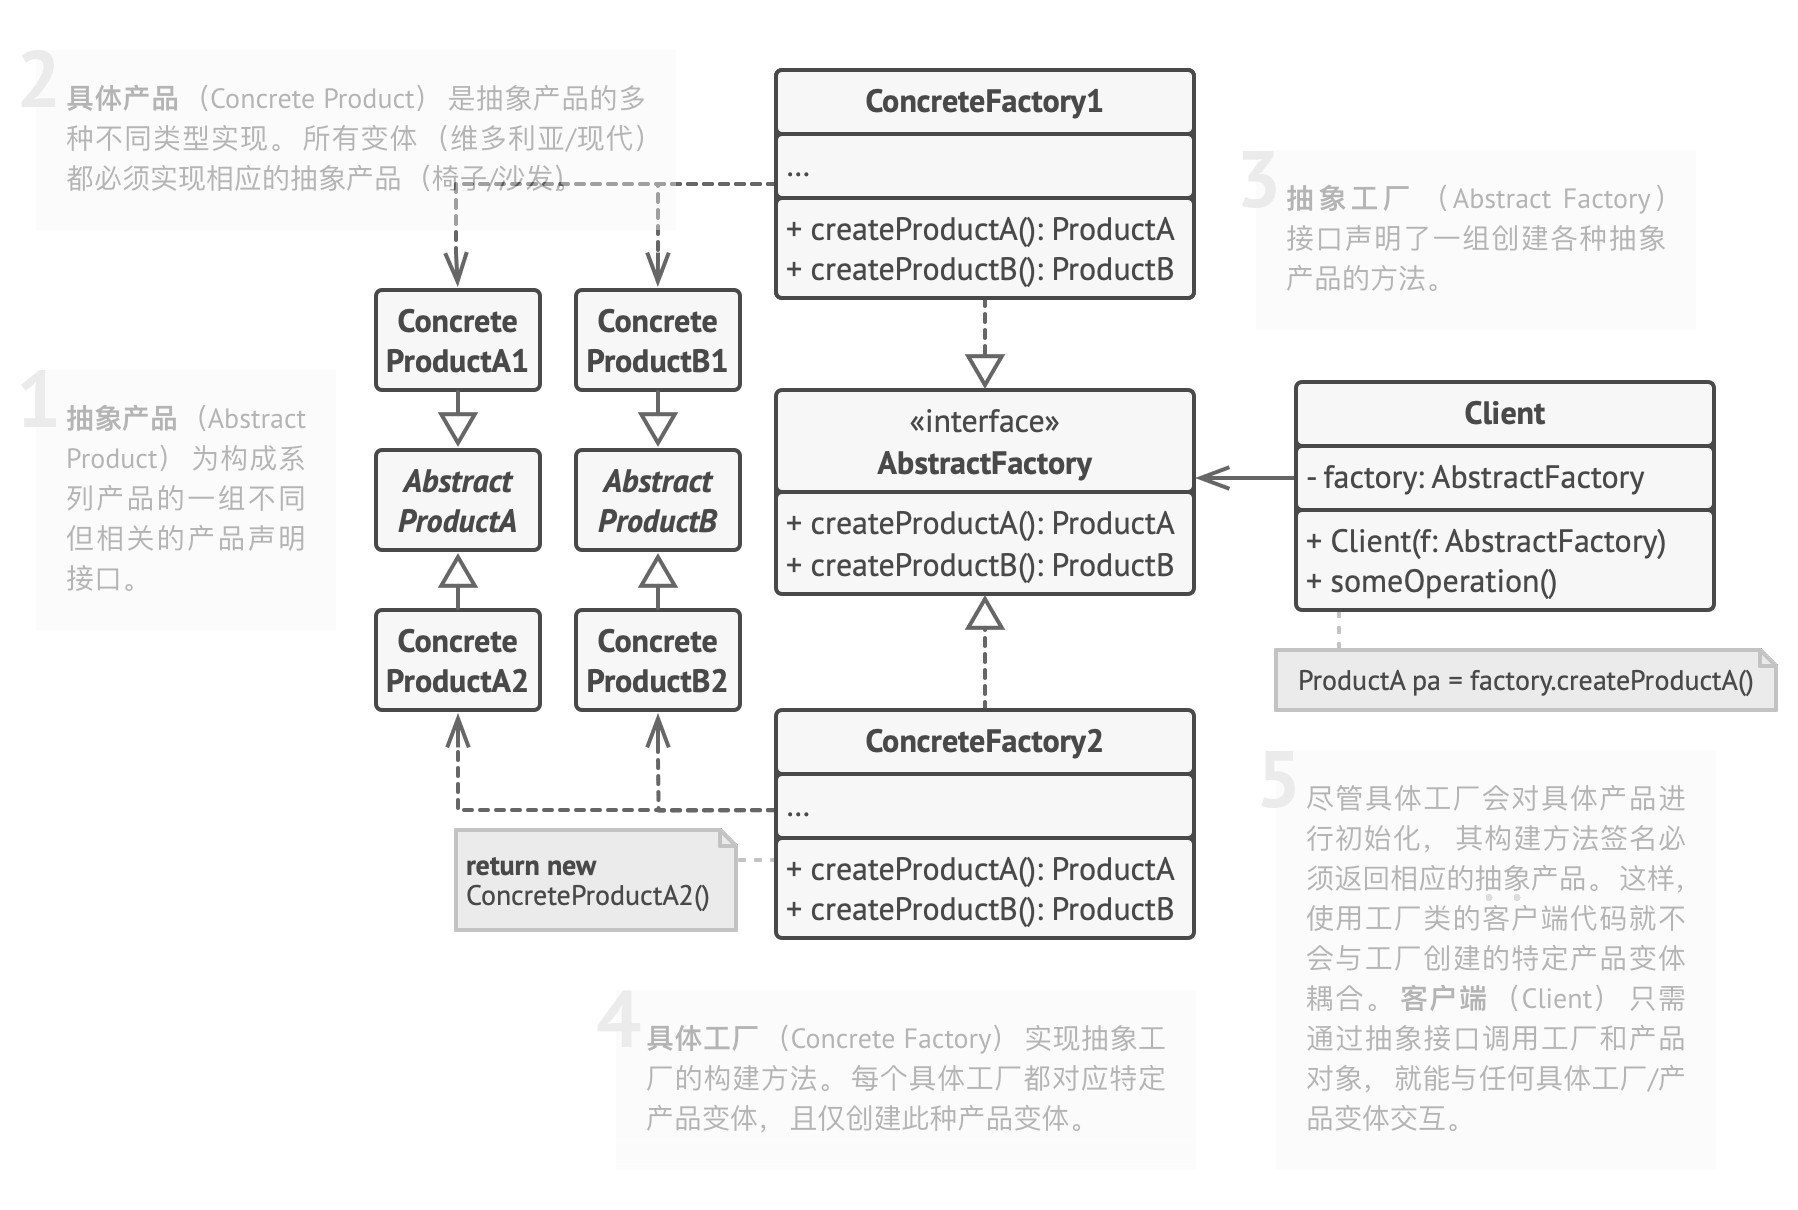 2
具体产品 （Concrete Product） 是抽象产品的多
种不同类型实现。 所有变体 （维多利亚/现代）
都必须实现相应的抽象产品 （椅子/沙发）。
ConcreteFactory1
...
+ createProductA(): ProductA
+ createProductB(): ProductB
3
抽象工厂 （Abstract Factory）
接口声明了一组创建各种抽象
产品的方法。
Concrete
ProductA1
Concrete
ProductB1
1
抽象产品 （Abstract
Product） 为构成系
列产品的一组不同
但相关的产品声明
接口。
Abstract
ProductA
Abstract
ProductB
«interface»
AbstractFactory
+ createProductA(): ProductA
+ createProductB(): ProductB
Client
- factory: AbstractFactory
+ Client(f: AbstractFactory)
+ someOperation()
ProductA pa = factory.createProductA()
Concrete
ProductA2
Concrete
ProductB2
ConcreteFactory2
...
+ createProductA(): ProductA
+ createProductB(): ProductB
return new
ConcreteProductA2()
5
尽管具体工厂会对具体产品进
行初始化， 其构建方法签名必
须返回相应的抽象产品。 这样，
使用工厂类的客户端代码就不
会与工厂创建的特定产品变体
耦合。 客户端 （Client） 只需
通过抽象接口调用工厂和产品
对象， 就能与任何具体工厂/产
品变体交互。
4
具体工厂 （Concrete Factory） 实现抽象工
厂的构建方法。 每个具体工厂都对应特定
产品变体， 且仅创建此种产品变体。